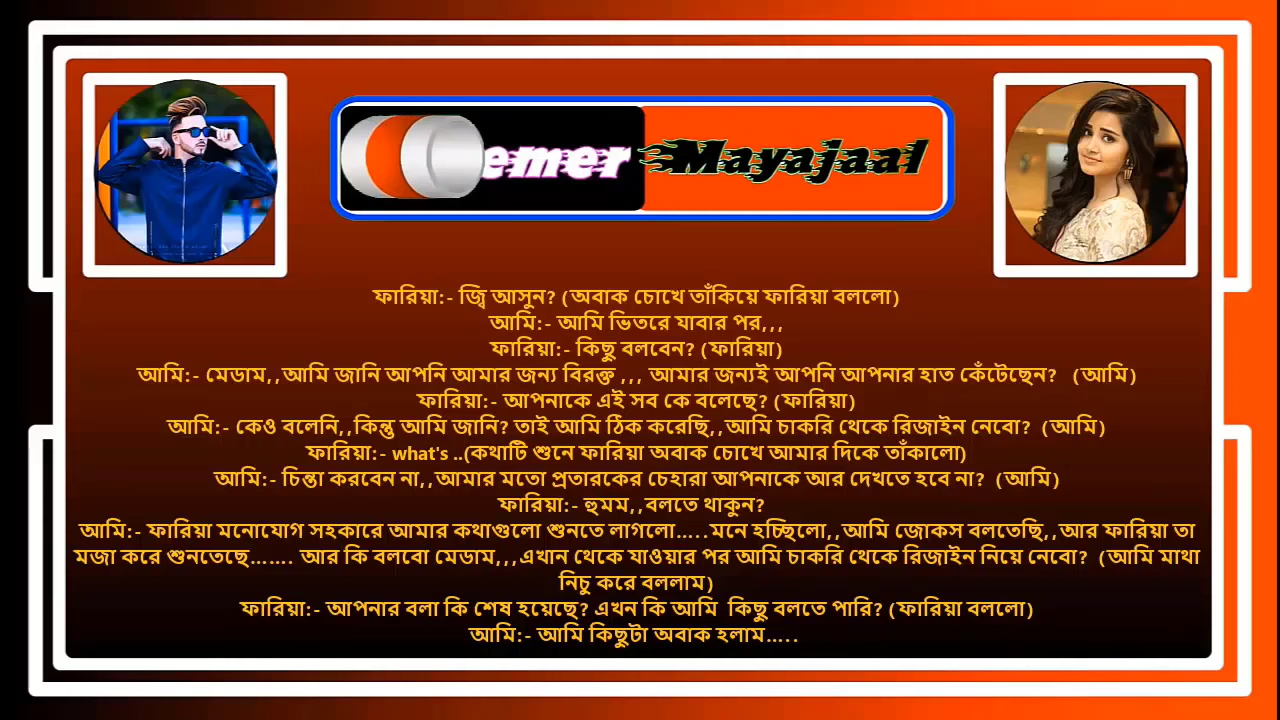 emer Mayajaal
ফারিয়া:- জ্বি আসুন? (অবাক চোখে তাঁকিয়ে ফারিয়া বললো)
আমি:- আমি ভিতরে যাবার পর,,,
ফারিয়া:- কিছু বলবেন? (ফারিয়া)
আমি:- মেডাম,,আমি জানি আপনি আমার জন্য বিরক্ত ,,, আমার জন্যই আপনি আপনার হাত কেঁটেছেন? (আমি)
ফারিয়া:- আপনাকে এই সব কে বলেছে? (ফারিয়া)
আমি:- কেও বলেনি,,কিন্তু আমি জানি? তাই আমি ঠিক করেছি,,আমি চাকরি থেকে রিজাইন নেবো? (আমি)
ফারিয়া:- what's ..(কথাটি শুনে ফারিয়া অবাক চোখে আমার দিকে তাঁকালো)
আমি:- চিন্তা করবেন না,,আমার মতো প্রতারকের চেহারা আপনাকে আর দেখতে হবে না? (আমি)
ফারিয়া:- হুমম,,বলতে থাকুন?
আমি:- ফারিয়া মনোযোগ সহকারে আমার কথাগুলো শুনতে লাগলো.....মনে হচ্ছিলো,,আমি জোকস বলতেছি,,আর ফারিয়া তা
মজা করে শুনতেছে....... আর কি বলবো মেডাম,,,এখান থেকে যাওয়ার পর আমি চাকরি থেকে রিজাইন নিয়ে নেবো? (আমি মাথা
নিচু করে বললাম)
ফারিয়া:- আপনার বলা কি শেষ হয়েছে? এখন কি আমি কিছু বলতে পারি? (ফারিয়া বললো)
আমি:- আমি কিছুটা অবাক হলাম.....